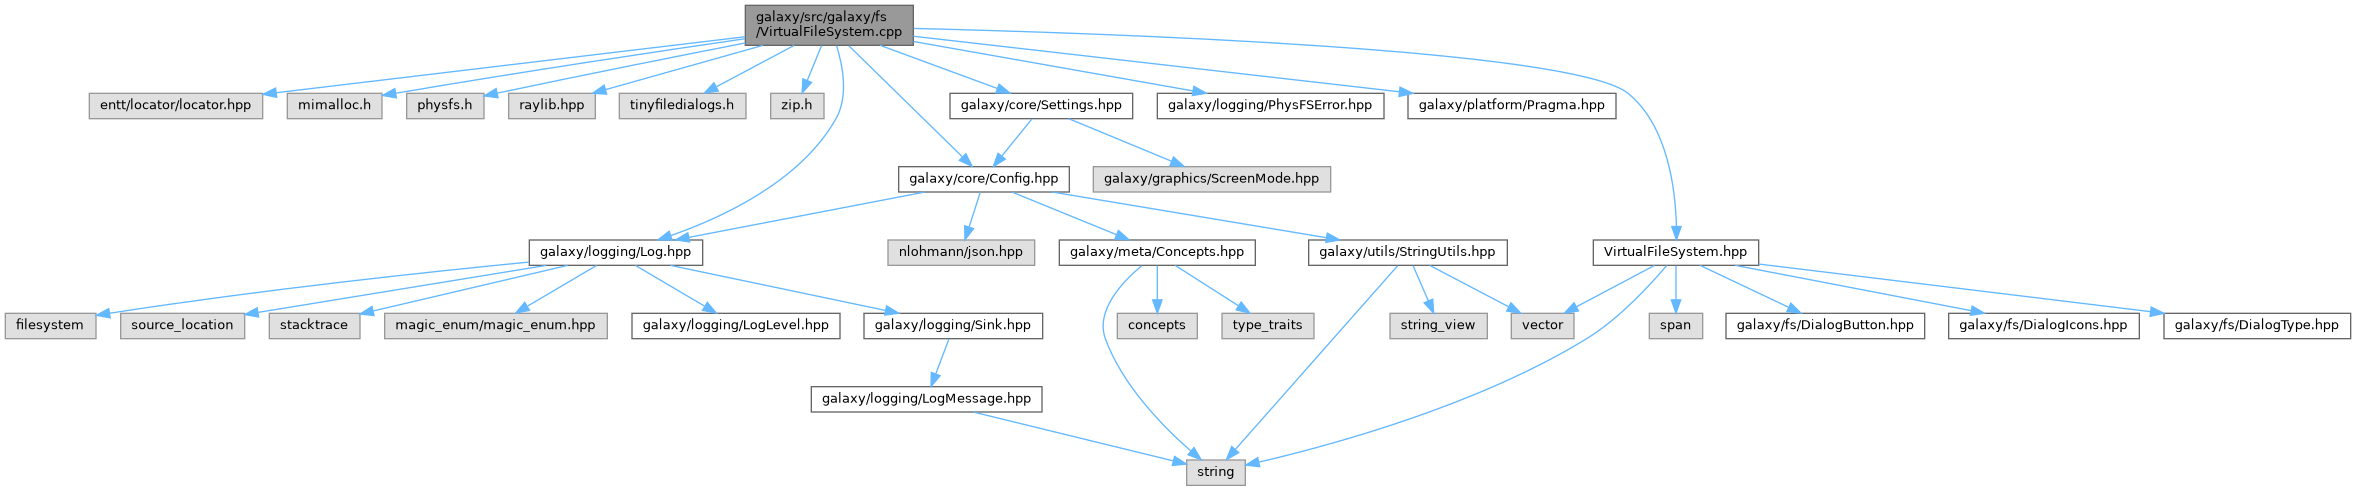 galaxy/src/galaxy/fs
/VirtualFileSystem.cpp
entt/locator/locator.hpp
mimalloc.h
physfs.h
raylib.hpp
tinyfiledialogs.h
zip.h
galaxy/core/Settings.hpp
galaxy/logging/PhysFSError.hpp
galaxy/platform/Pragma.hpp
galaxy/core/Config.hpp
galaxy/graphics/ScreenMode.hpp
galaxy/logging/Log.hpp
nlohmann/json.hpp
galaxy/meta/Concepts.hpp
galaxy/utils/StringUtils.hpp
VirtualFileSystem.hpp
filesystem
source_location
stacktrace
magic_enum/magic_enum.hpp
galaxy/logging/LogLevel.hpp
galaxy/logging/Sink.hpp
concepts
type_traits
string_view
vector
span
galaxy/fs/DialogButton.hpp
galaxy/fs/DialogIcons.hpp
galaxy/fs/DialogType.hpp
galaxy/logging/LogMessage.hpp
string